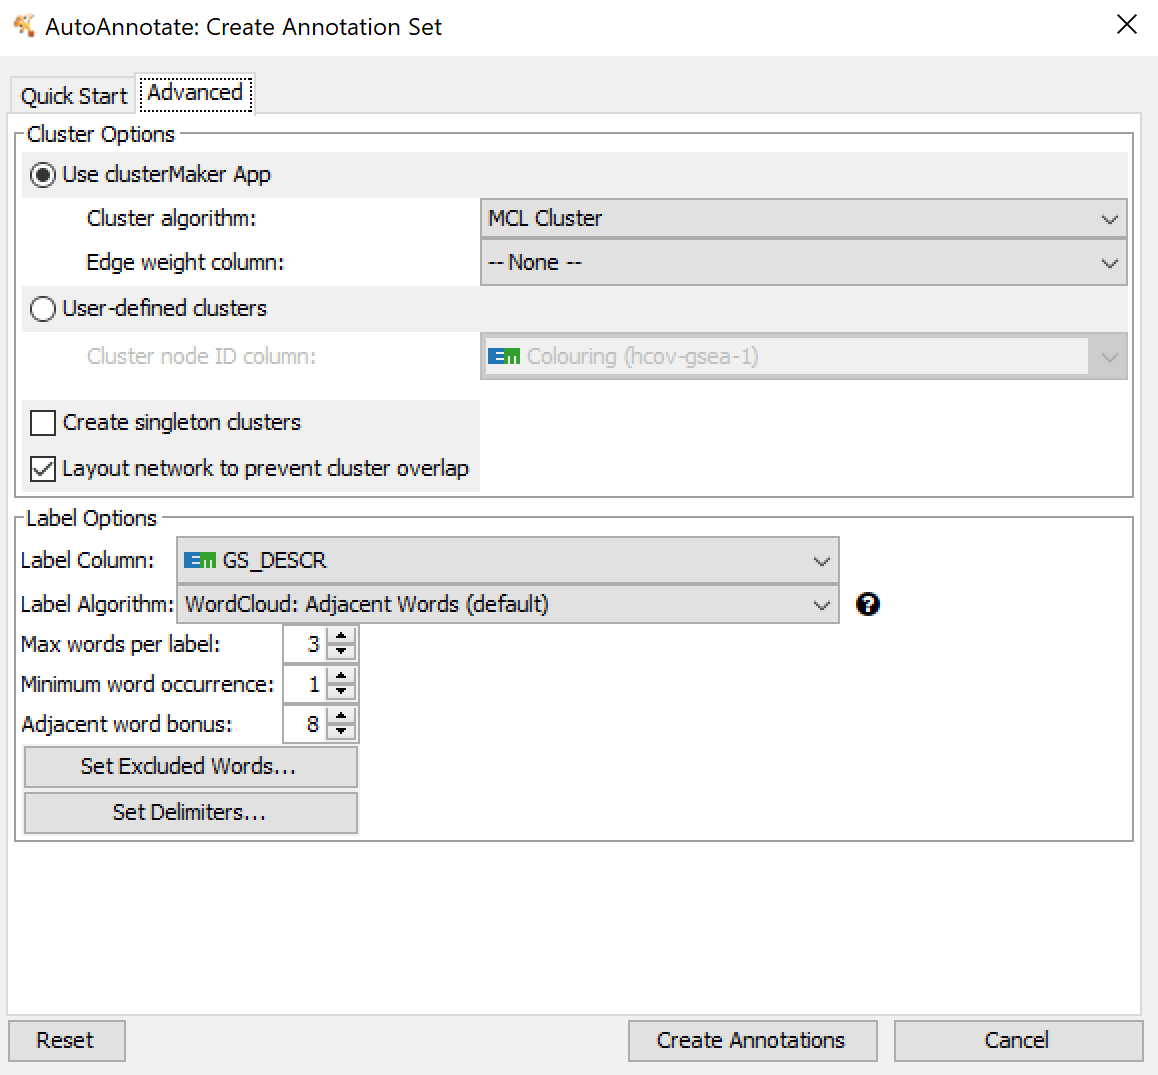 AutoAnnotate: Create Annotation Set
Quick Start Advanced
Cluster Options
Use clusterMaker App
Cluster algorithm: MCL Cluster
Edge weight column: -- None --
User-defined clusters
Cluster node ID column: Em Colouring (hcov-gsea-1)
Create singleton clusters
Layout network to prevent cluster overlap
Label Options
Label Column: Em GS_DESCR
Label Algorithm: WordCloud: Adjacent Words (default) ?
Max words per label: 3
Minimum word occurrence: 1
Adjacent word bonus: 8
Set Excluded Words...
Set Delimiters...
Reset Create Annotations Cancel